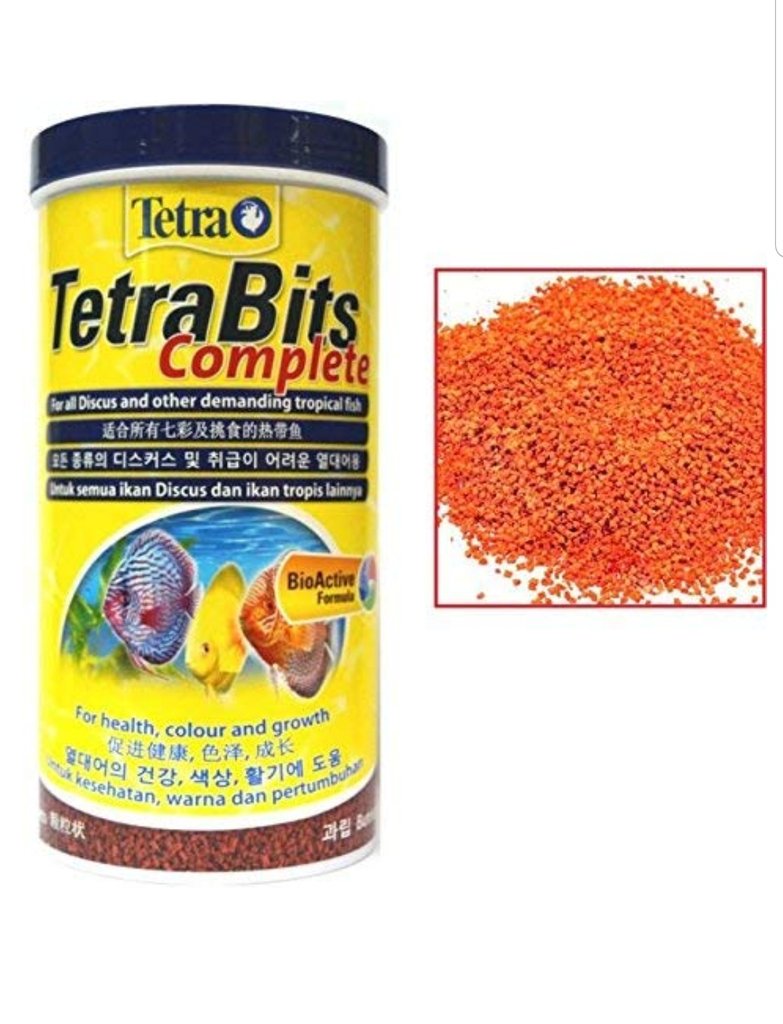 Tetra
TetraBits
Complete
For all Discus and other demanding tropical fish
适合所有七彩及挑食的热带鱼
모든 종류의 디스커스 및 취급이 어려운 열대어용
Untuk semua ikan Discus dan ikan tropis lainnya
BioActive
Formula
For health, colour and growth
促进健康, 色泽, 成长
열대어의 건강, 색상, 활기에 도움
Untuk kesehatan, warna dan pertumbuhan
颗粒状 과립